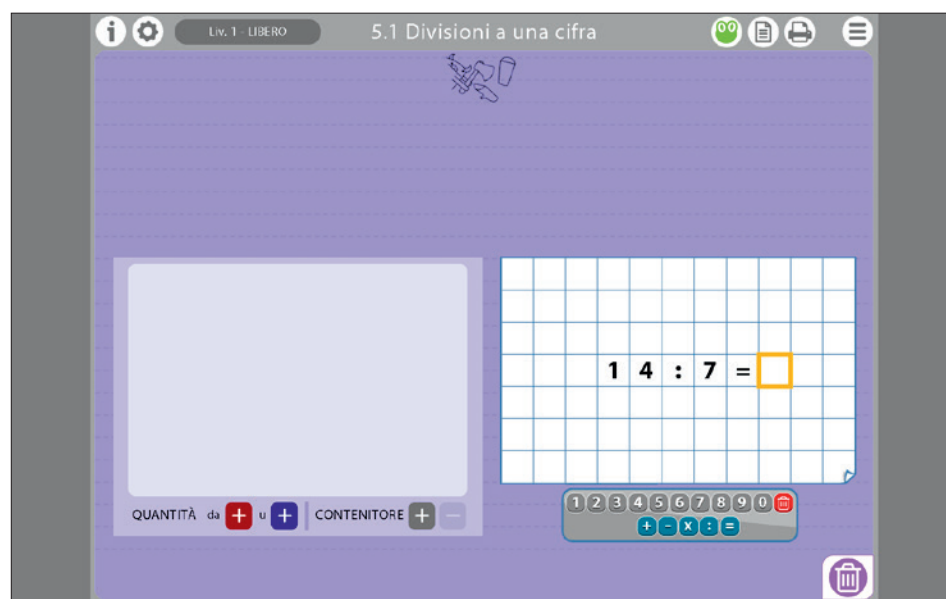 Liv. 1 - LIBERO
5.1 Divisioni a una cifra
14 : 7 =
QUANTITÀ da + u + CONTENITORE + −
1 2 3 4 5 6 7 8 9 0
+ − x : =